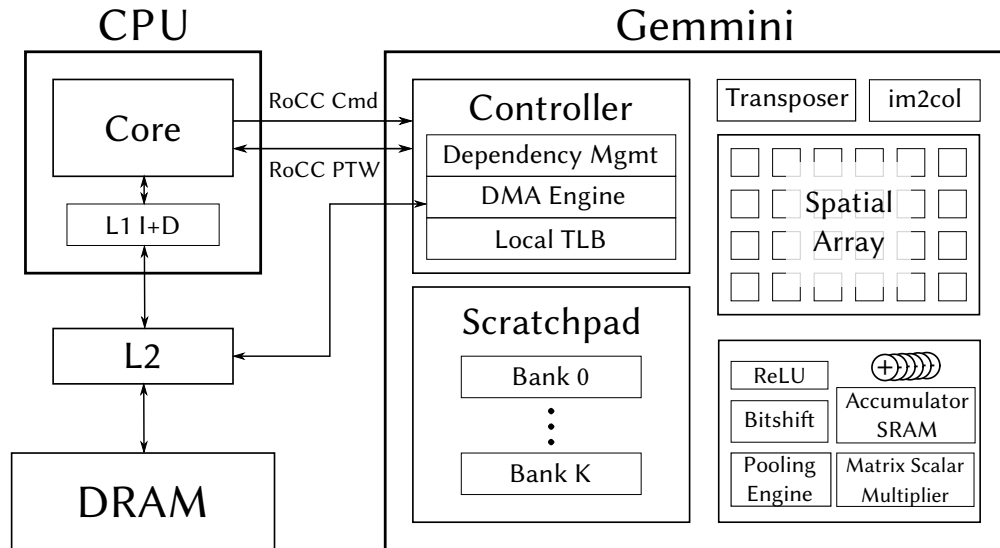 CPU
Gemmini
Core
L1 I+D
RoCC Cmd
RoCC PTW
L2
DRAM
Controller
Dependency Mgmt
DMA Engine
Local TLB
Scratchpad
Bank 0
Bank K
Transposer
im2col
Spatial
Array
ReLU
Bitshift
Accumulator
SRAM
Pooling
Engine
Matrix Scalar
Multiplier